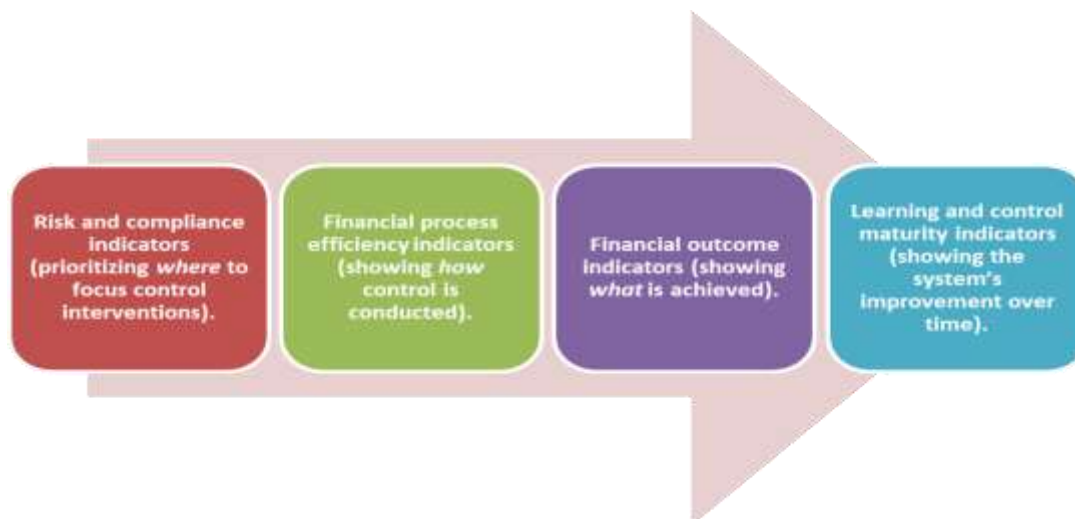 Risk and compliance
indicators
(prioritizing where to
focus control
interventions).
Financial process
efficiency indicators
(showing how
control is
conducted).
Financial outcome
indicators (showing
what is achieved).
Learning and control
maturity indicators
(showing the
system’s
improvement over
time).